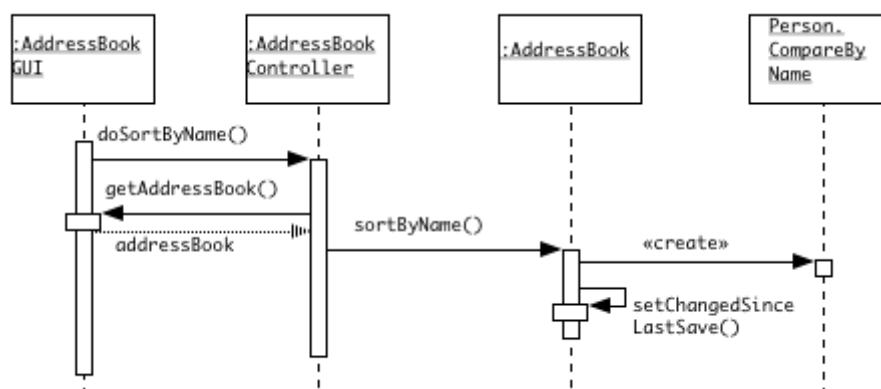 :AddressBook
GUI
:AddressBook
Controller
:AddressBook
Person.
CompareBy
Name
doSortByName()
getAddressBook()
addressBook
sortByName()
«create»
setChangedSince
LastSave()